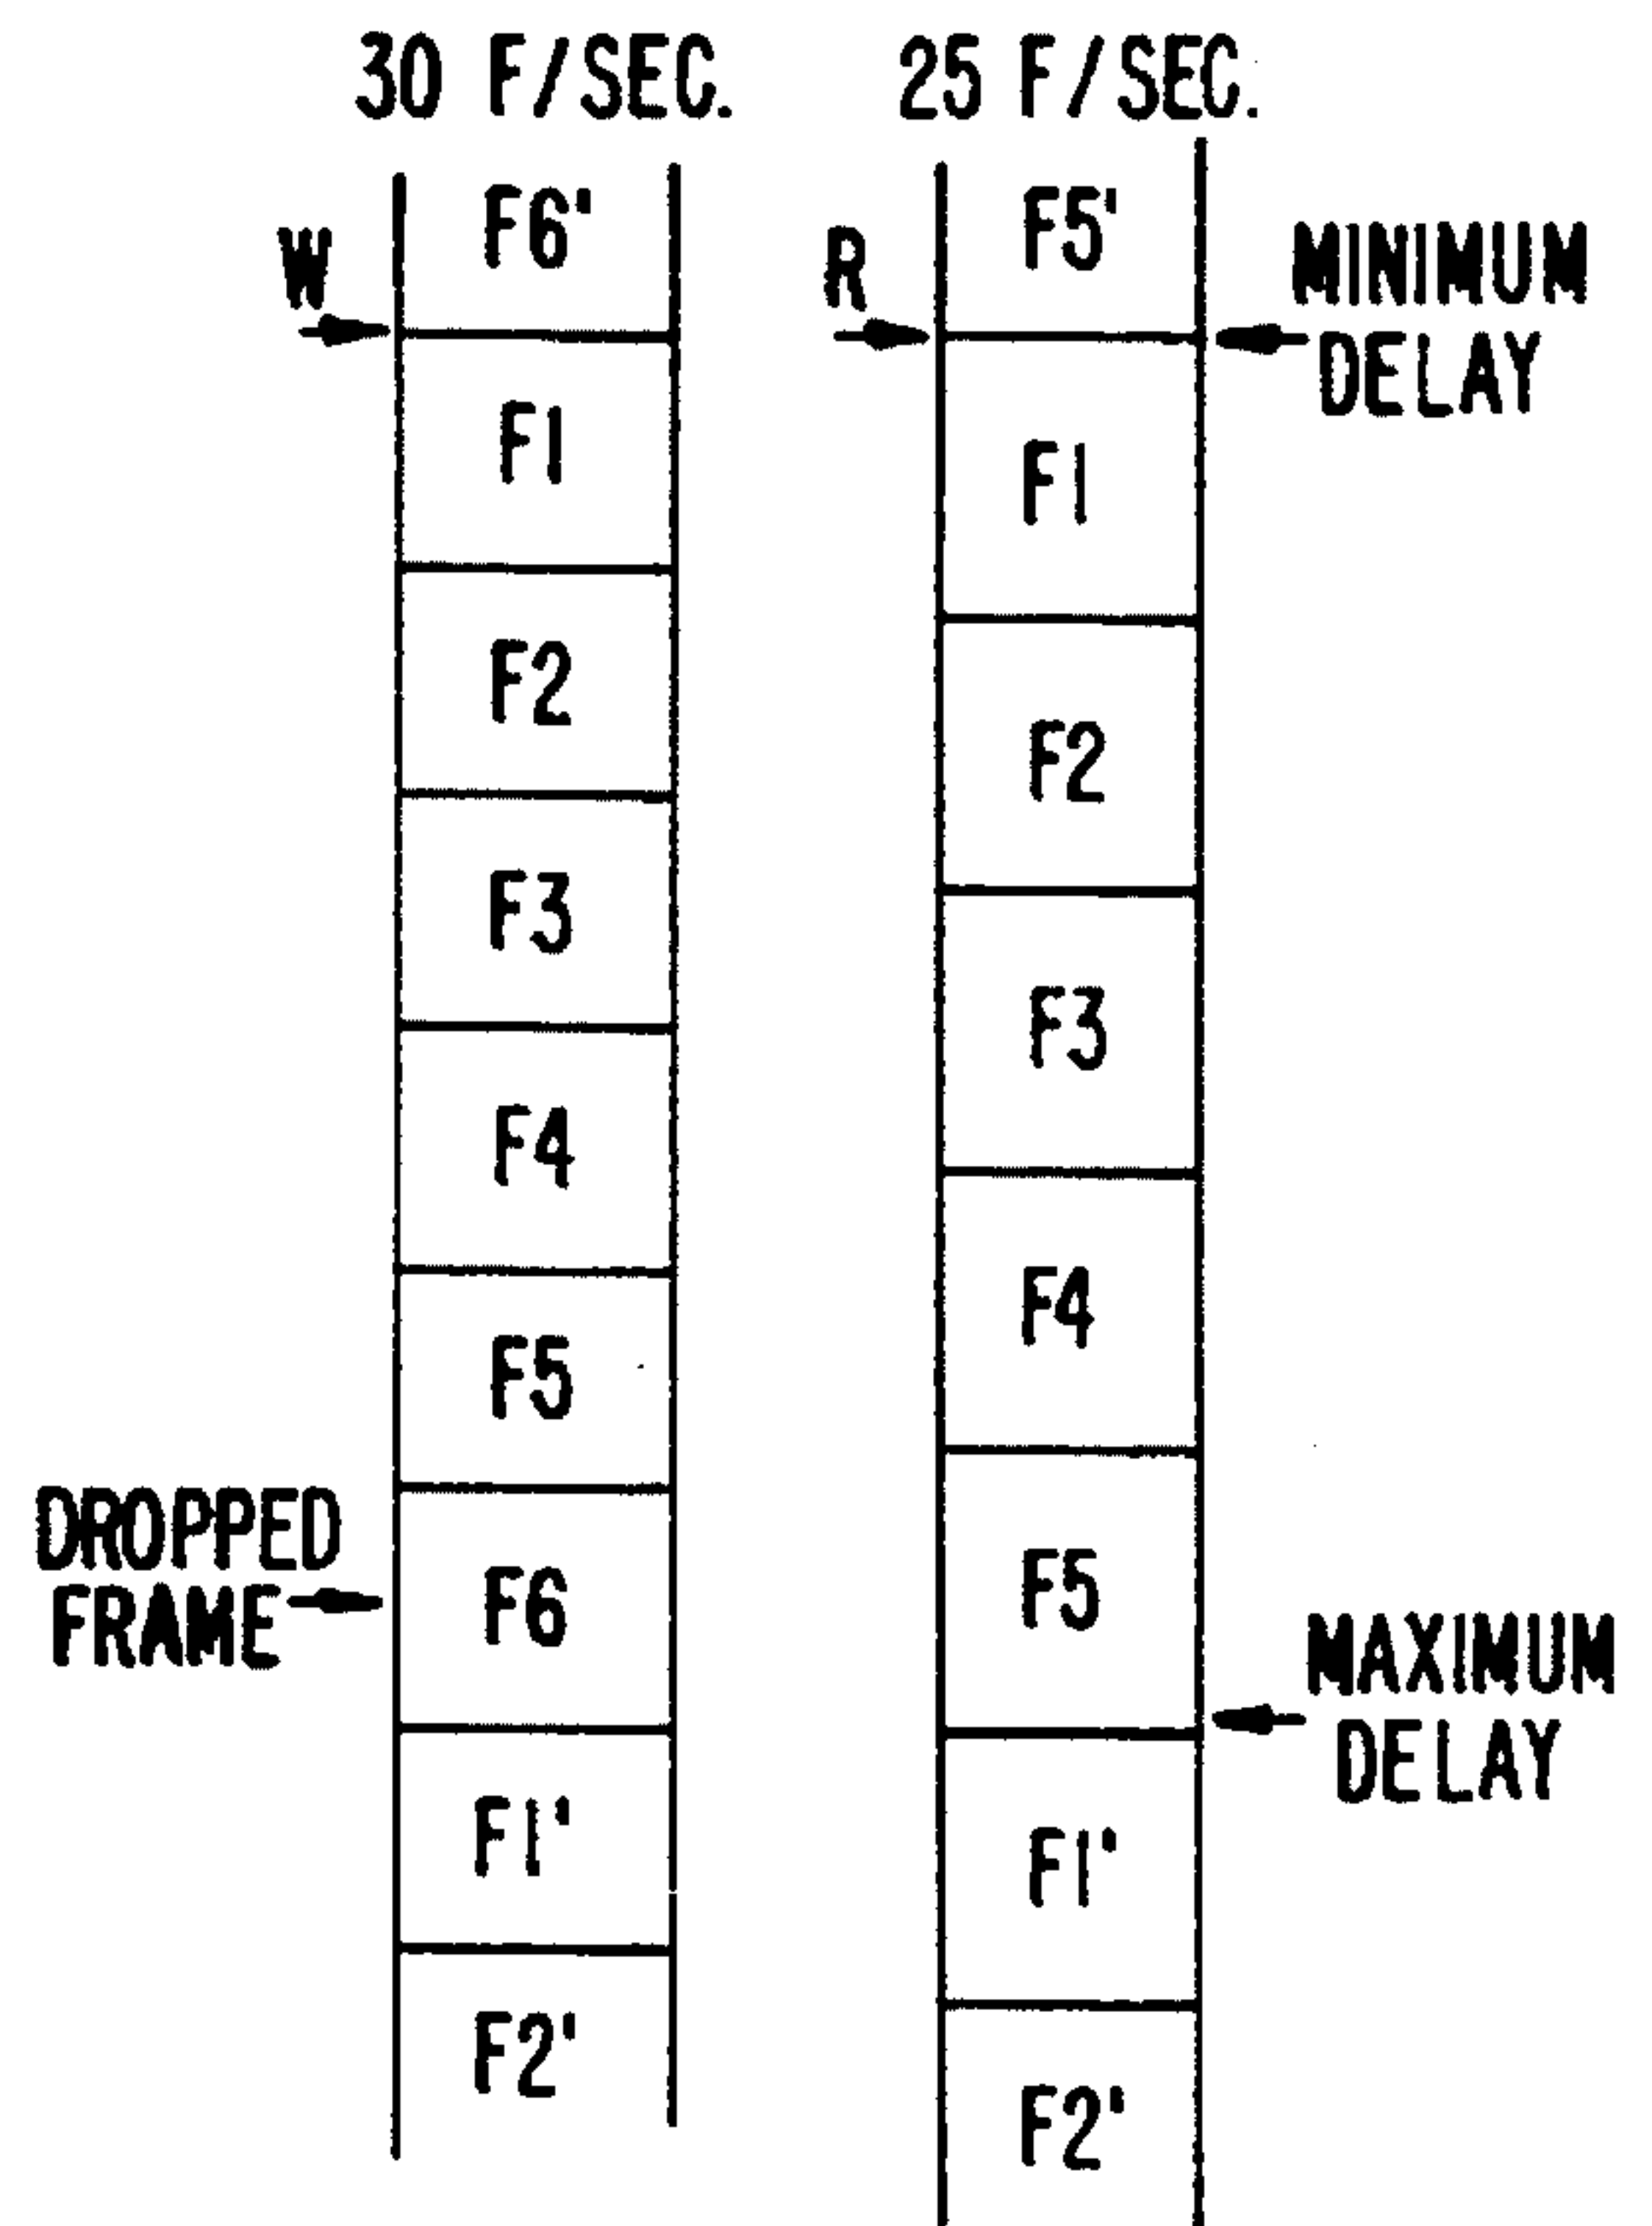 30 F/SEC.
25 F/SEC.
F6'
F5'
W
R
MINIMUM
DELAY
F1
F1
F2
F2
F3
F3
F4
F4
F5
F5
DROPPED
FRAME
F6
MAXIMUM
DELAY
F1'
F1'
F2'
F2'